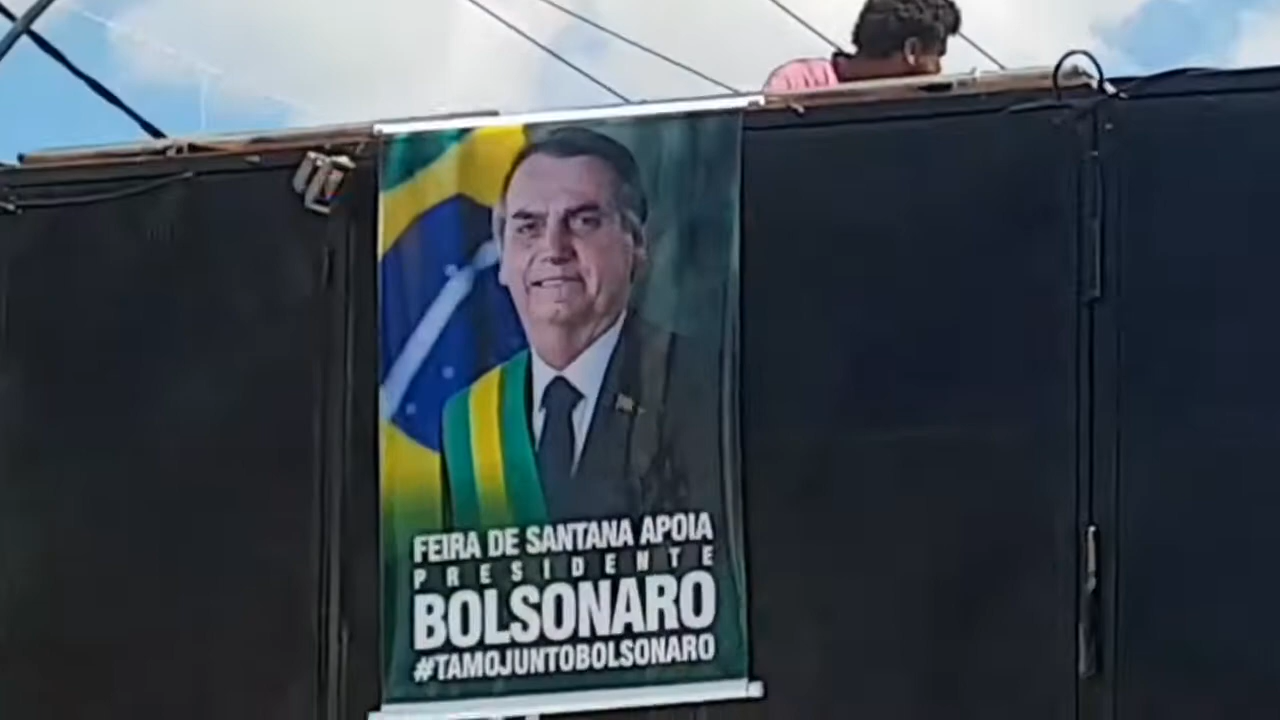 FEIRA DE SANTANA APOIA
PRESIDENTE
BOLSONARO
#TAMOJUNTOBOLSONARO